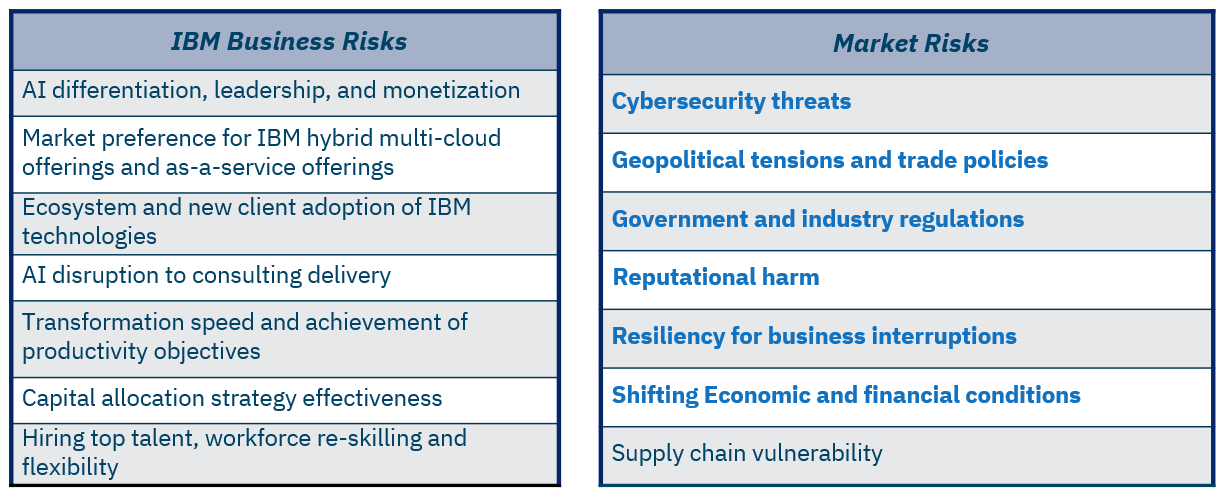 IBM Business Risks
AI differentiation, leadership, and monetization
Market preference for IBM hybrid multi-cloud
offerings and as-a-service offerings
Ecosystem and new client adoption of IBM
technologies
AI disruption to consulting delivery
Transformation speed and achievement of
productivity objectives
Capital allocation strategy effectiveness
Hiring top talent, workforce re-skilling and
flexibility
Market Risks
Cybersecurity threats
Geopolitical tensions and trade policies
Government and industry regulations
Reputational harm
Resiliency for business interruptions
Shifting Economic and financial conditions
Supply chain vulnerability